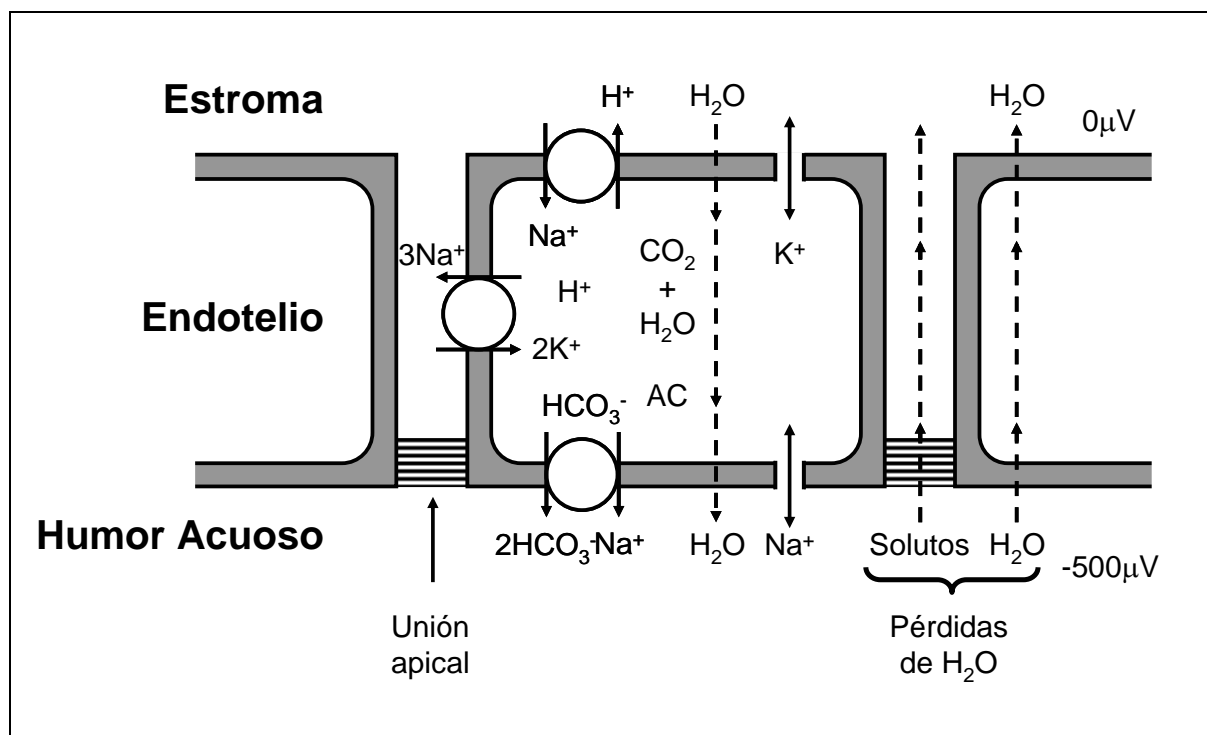 Estroma
H⁺
H₂O
H₂O
0μV
Na⁺
K⁺
3Na⁺
CO₂
+
H₂O
H⁺
Endotelio
2K⁺
HCO₃⁻
AC
Humor Acuoso
2HCO₃⁻Na⁺
H₂O
Na⁺
Solutos
H₂O
-500μV
Unión
apical
Pérdidas
de H₂O